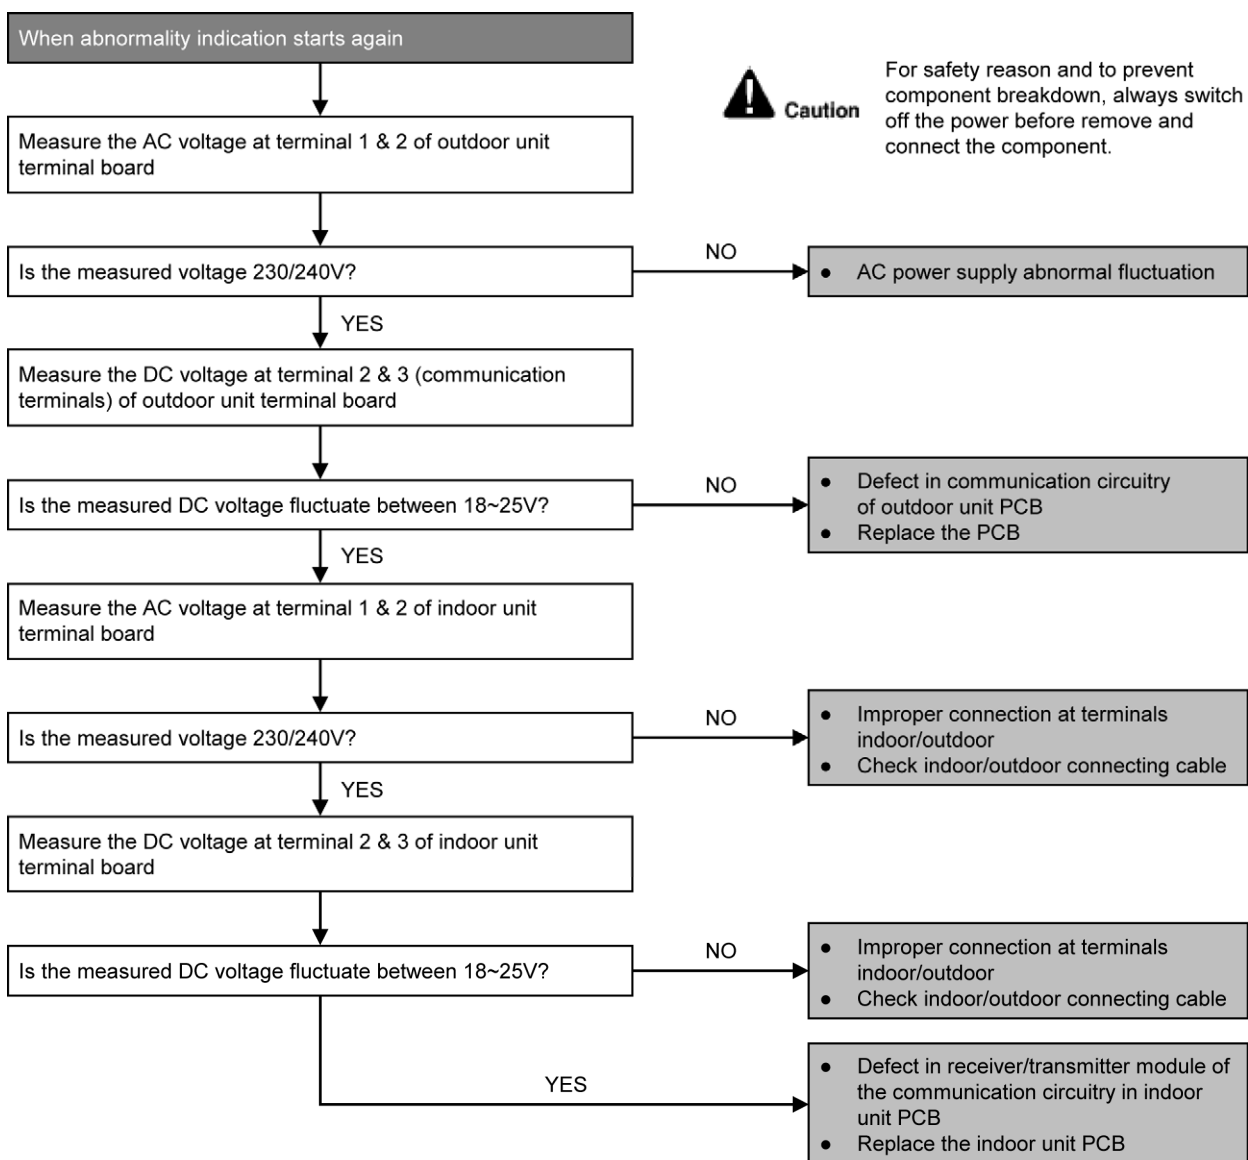 When abnormality indication starts again
Caution
For safety reason and to prevent
component breakdown, always switch
off the power before remove and
connect the component.
Measure the AC voltage at terminal 1 & 2 of outdoor unit
terminal board
Is the measured voltage 230/240V?
NO
● AC power supply abnormal fluctuation
YES
Measure the DC voltage at terminal 2 & 3 (communication
terminals) of outdoor unit terminal board
Is the measured DC voltage fluctuate between 18~25V?
NO
● Defect in communication circuitry
of outdoor unit PCB
● Replace the PCB
YES
Measure the AC voltage at terminal 1 & 2 of indoor unit
terminal board
Is the measured voltage 230/240V?
NO
● Improper connection at terminals
indoor/outdoor
● Check indoor/outdoor connecting cable
YES
Measure the DC voltage at terminal 2 & 3 of indoor unit
terminal board
Is the measured DC voltage fluctuate between 18~25V?
NO
● Improper connection at terminals
indoor/outdoor
● Check indoor/outdoor connecting cable
YES
● Defect in receiver/transmitter module of
the communication circuitry in indoor
unit PCB
● Replace the indoor unit PCB